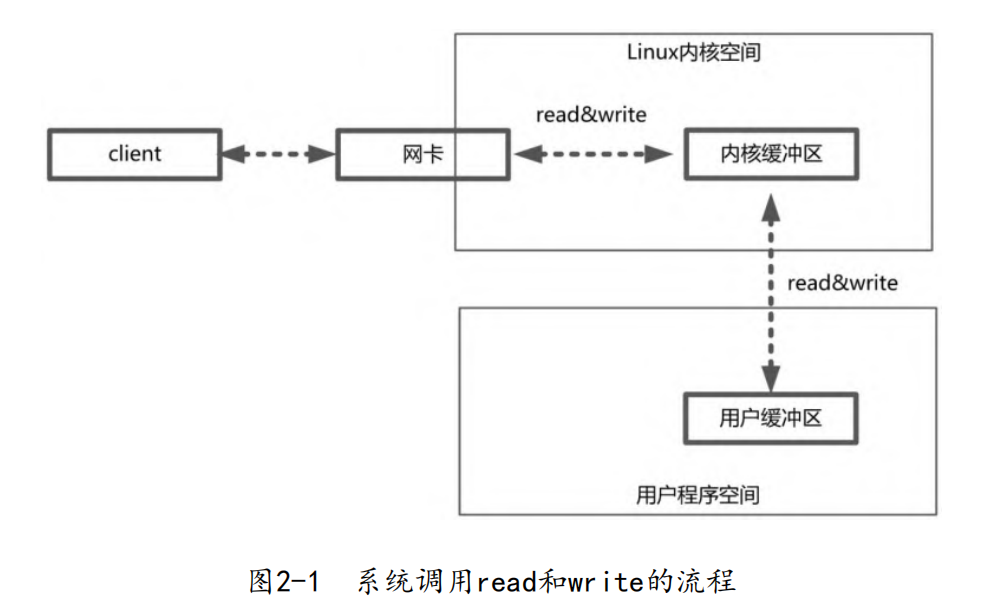 Linux内核空间
read&write
client
网卡
内核缓冲区
read&write
用户缓冲区
用户程序空间
图2-1 系统调用read和write的流程